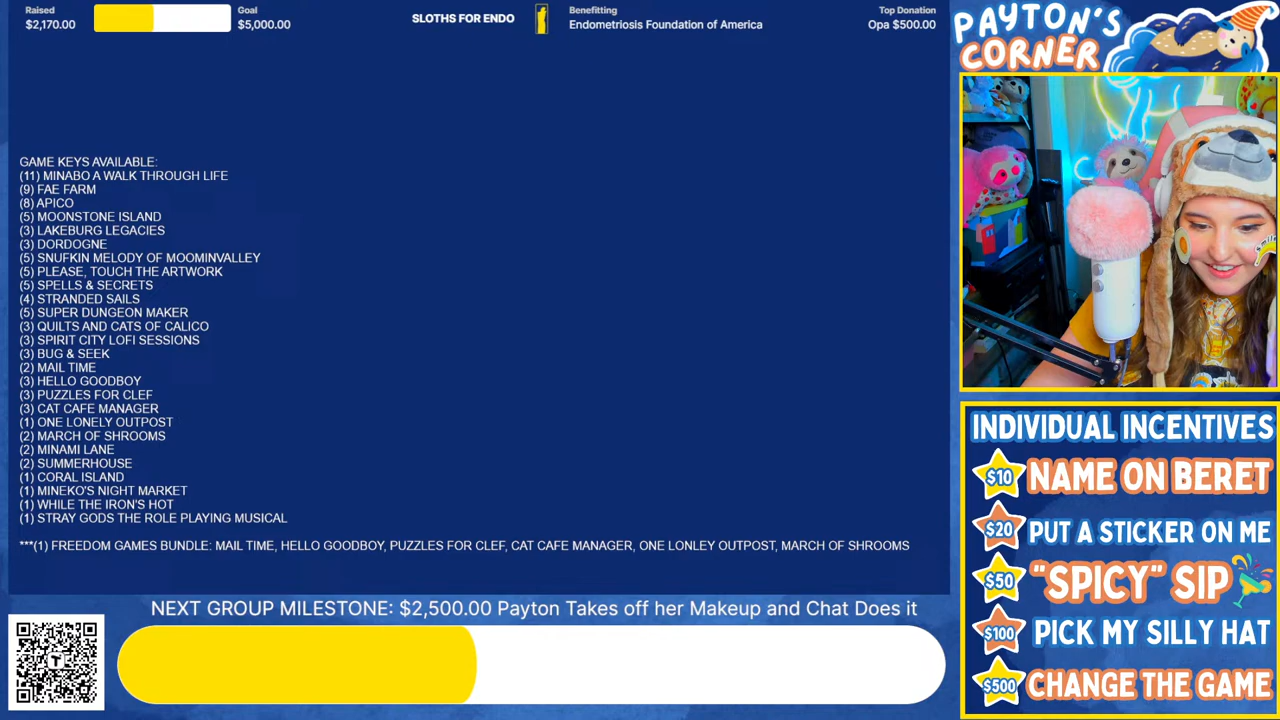 Raised
$2,170.00
Goal
$5,000.00
SLOTHS FOR ENDO
Benefitting
Endometriosis Foundation of America
Top Donation
Opa $500.00
PAYTON'S
CORNER
GAME KEYS AVAILABLE:
(11) MINABO A WALK THROUGH LIFE
(9) FAE FARM
(8) APICO
(5) MOONSTONE ISLAND
(3) LAKEBURG LEGACIES
(3) DORDOGNE
(5) SNUFKIN MELODY OF MOOMINVALLEY
(5) PLEASE, TOUCH THE ARTWORK
(5) SPELLS & SECRETS
(4) STRANDED SAILS
(5) SUPER DUNGEON MAKER
(3) QUILTS AND CATS OF CALICO
(3) SPIRIT CITY LOFI SESSIONS
(3) BUG & SEEK
(2) MAIL TIME
(3) HELLO GOODBOY
(3) PUZZLES FOR CLEF
(3) CAT CAFE MANAGER
(1) ONE LONELY OUTPOST
(2) MARCH OF SHROOMS
(2) MINAMI LANE
(2) SUMMERHOUSE
(1) CORAL ISLAND
(1) MINEKO'S NIGHT MARKET
(1) WHILE THE IRON'S HOT
(1) STRAY GODS THE ROLE PLAYING MUSICAL
***(1) FREEDOM GAMES BUNDLE: MAIL TIME, HELLO GOODBOY, PUZZLES FOR CLEF, CAT CAFE MANAGER, ONE LONLEY OUTPOST, MARCH OF SHROOMS
NEXT GROUP MILESTONE: $2,500.00 Payton Takes off her Makeup and Chat Does it
INDIVIDUAL INCENTIVES
$10 NAME ON BERET
$20 PUT A STICKER ON ME
$50 "SPICY" SIP
$100 PICK MY SILLY HAT
$500 CHANGE THE GAME